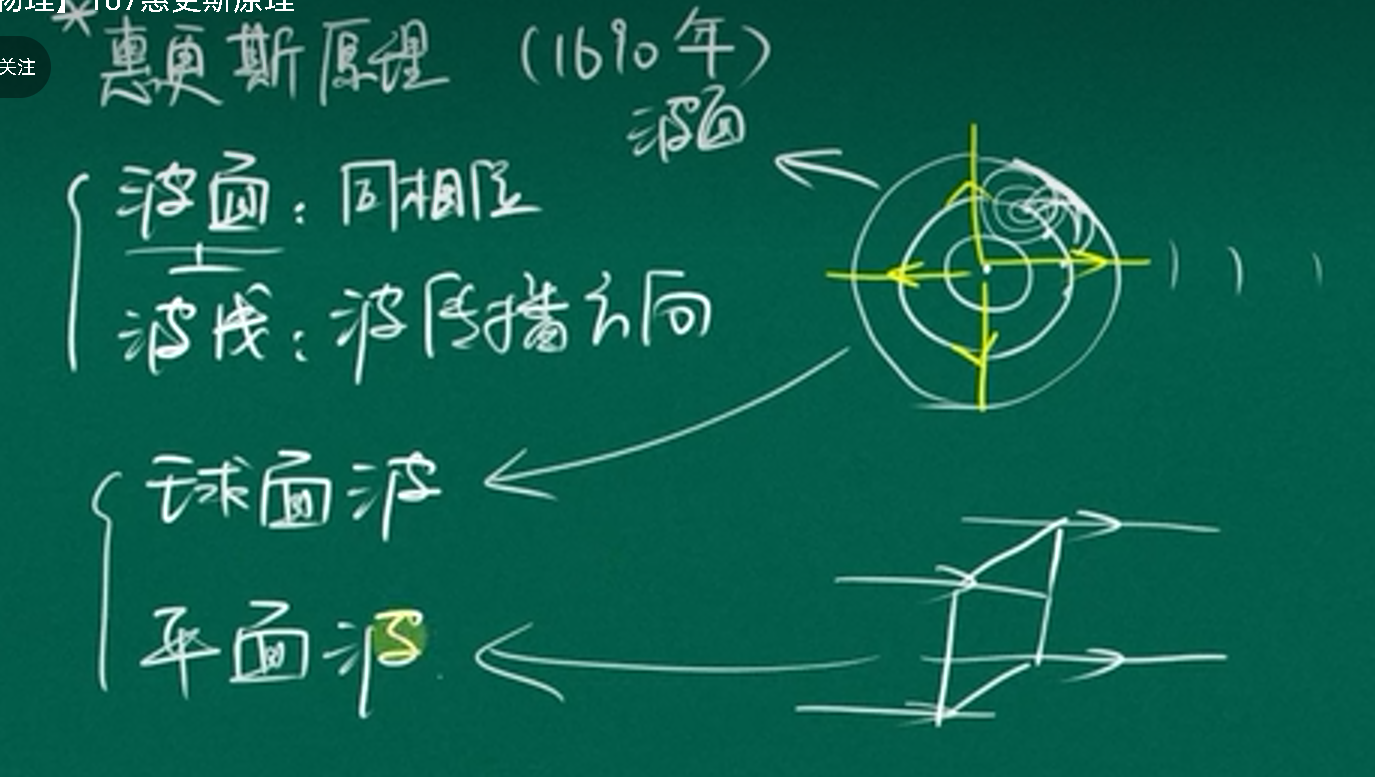 物理】107惠更斯原理
关注
*惠更斯原理 (1690年)
波面
波面：同相位
波线：波传播方向
球面波
平面波